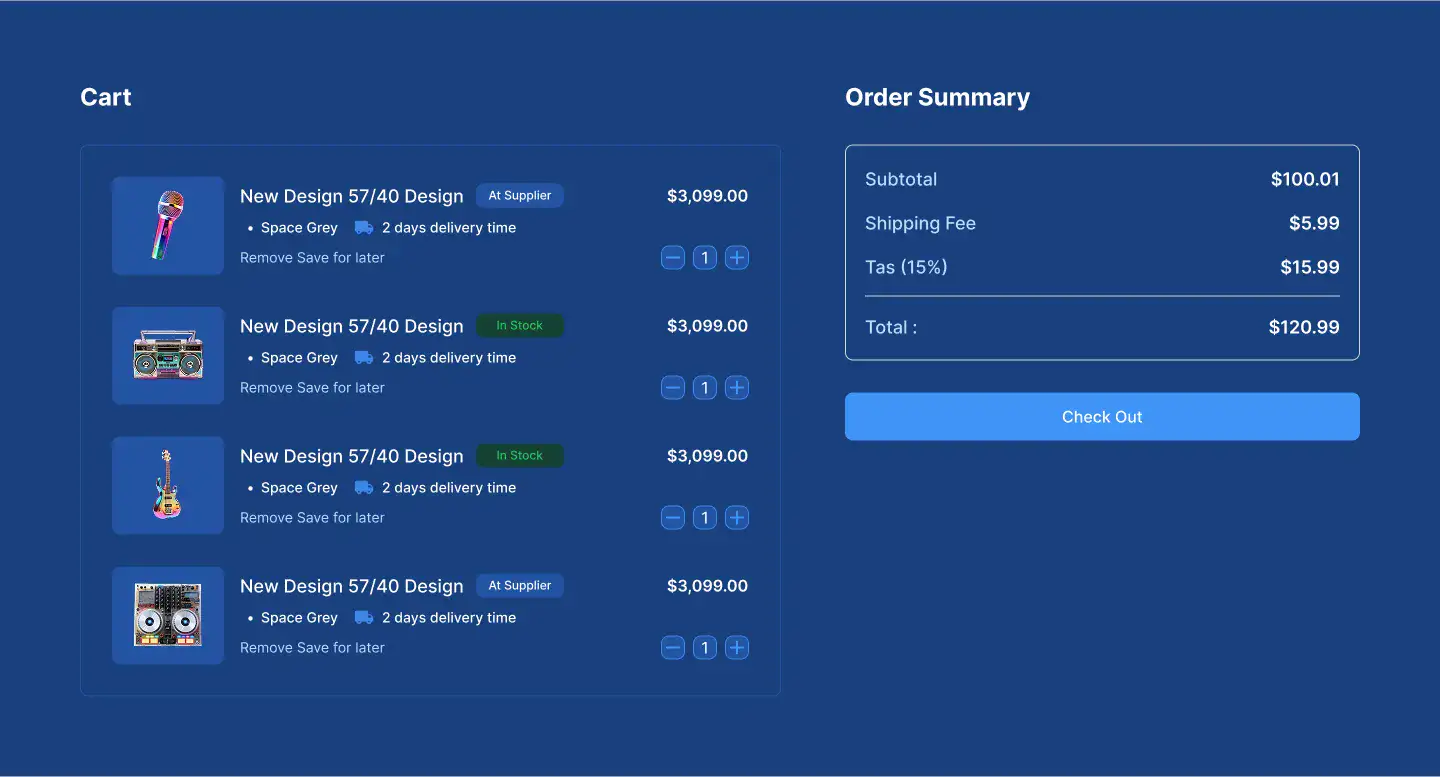 Cart
New Design 57/40 Design At Supplier $3,099.00
• Space Grey 2 days delivery time
Remove Save for later 1
New Design 57/40 Design In Stock $3,099.00
• Space Grey 2 days delivery time
Remove Save for later 1
New Design 57/40 Design In Stock $3,099.00
• Space Grey 2 days delivery time
Remove Save for later 1
New Design 57/40 Design At Supplier $3,099.00
• Space Grey 2 days delivery time
Remove Save for later 1
Order Summary
Subtotal $100.01
Shipping Fee $5.99
Tas (15%) $15.99
Total : $120.99
Check Out